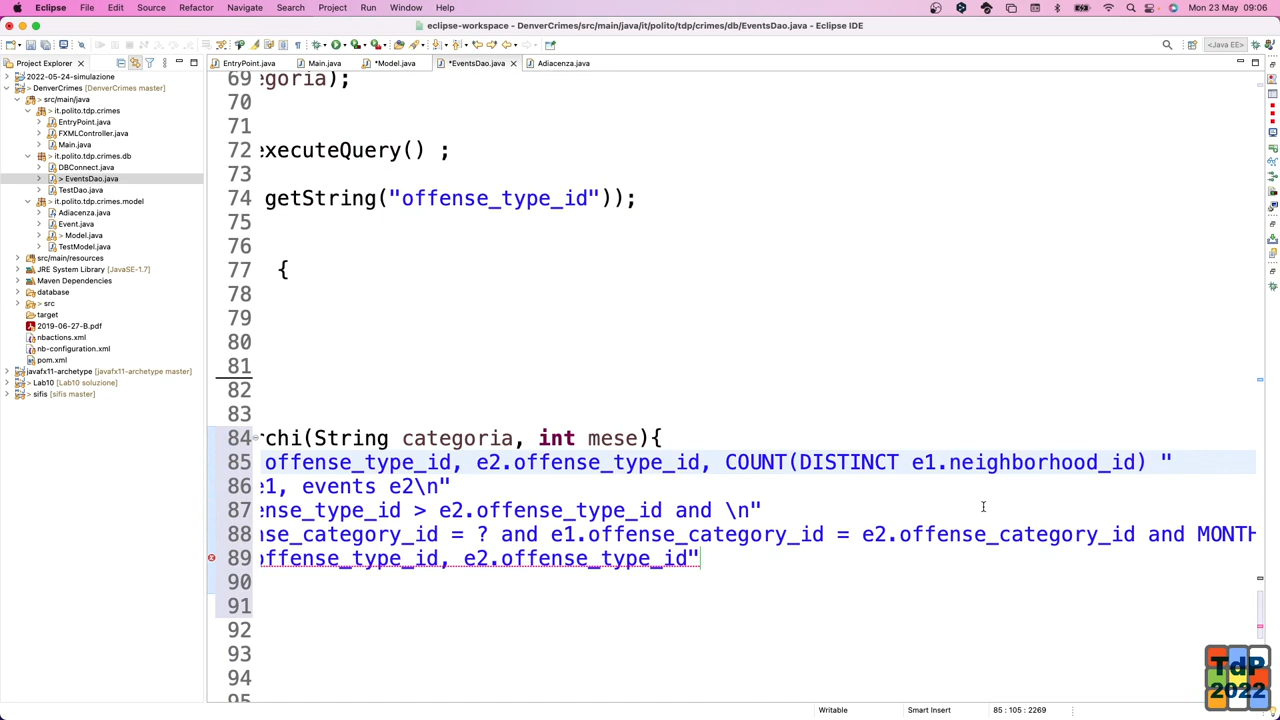 Eclipse File Edit Source Refactor Navigate Search Project Run Window Help Mon 23 May 09:06
eclipse-workspace - DenverCrimes/src/main/java/it/polito/tdp/crimes/db/EventsDao.java - Eclipse IDE
<Java EE>
Project Explorer
EntryPoint.java Main.java *Model.java *EventsDao.java Adiacenza.java
2022-05-24-simulazione
DenverCrimes [DenverCrimes master]
src/main/java
it.polito.tdp.crimes
EntryPoint.java
FXMLController.java
Main.java
it.polito.tdp.crimes.db
DBConnect.java
> EventsDao.java
TestDao.java
it.polito.tdp.crimes.model
Adiacenza.java
Event.java
> Model.java
TestModel.java
src/main/resources
JRE System Library [JavaSE-1.7]
Maven Dependencies
database
> src
target
2019-06-27-B.pdf
nbactions.xml
nb-configuration.xml
pom.xml
javafx11-archetype [javafx11-archetype master]
> Lab10 [Lab10 soluzione]
> sifis [sifis master]
69 egoria);
70
71
72 executeQuery() ;
73
74 getString("offense_type_id"));
75
76
77 {
78
79
80
81
82
83
84 rchi(String categoria, int mese){
85 offense_type_id, e2.offense_type_id, COUNT(DISTINCT e1.neighborhood_id) "
86 e1, events e2\n"
87 ense_type_id > e2.offense_type_id and \n"
88 nse_category_id = ? and e1.offense_category_id = e2.offense_category_id and MONTH
89 offense_type_id, e2.offense_type_id"
90
91
92
93
94
95
Writable Smart Insert 85 : 105 : 2269
TdP
2022